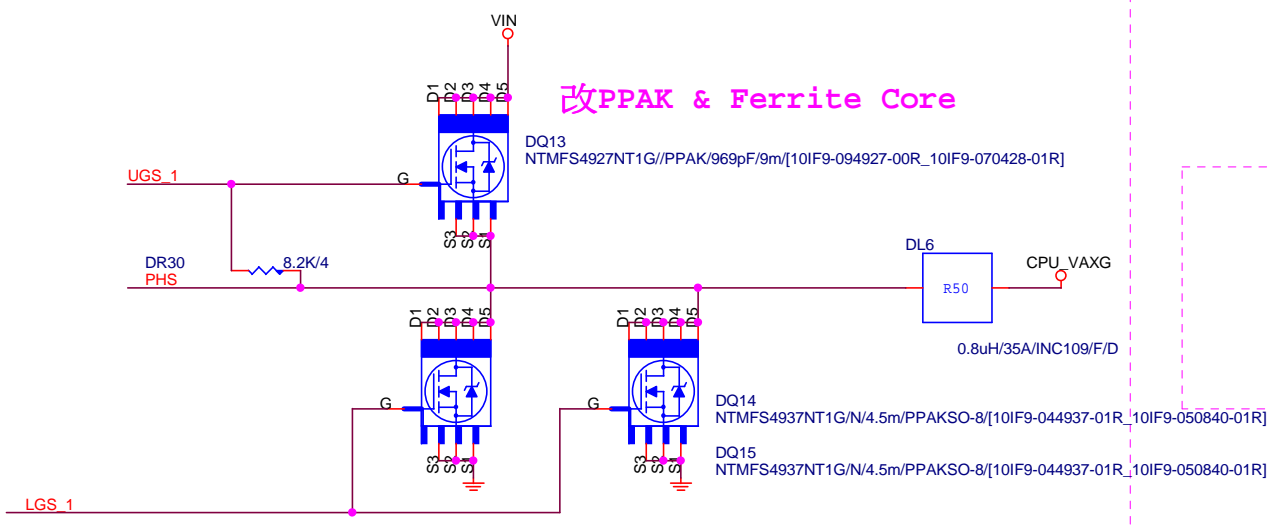 VIN
D1 D2 D3 D4 D5
改PPAK & Ferrite Core
DQ13
NTMFS4927NT1G//PPAK/969pF/9m/[10IF9-094927-00R_10IF9-070428-01R]
UGS_1
G
S3 S2 S1
DR30
8.2K/4
PHS
DL6
R50
CPU_VAXG
0.8uH/35A/INC109/F/D
D1 D2 D3 D4 D5
D1 D2 D3 D4 D5
G
G
DQ14
NTMFS4937NT1G/N/4.5m/PPAKSO-8/[10IF9-044937-01R_10IF9-050840-01R]
DQ15
NTMFS4937NT1G/N/4.5m/PPAKSO-8/[10IF9-044937-01R_10IF9-050840-01R]
S3 S2 S1
S3 S2 S1
LGS_1